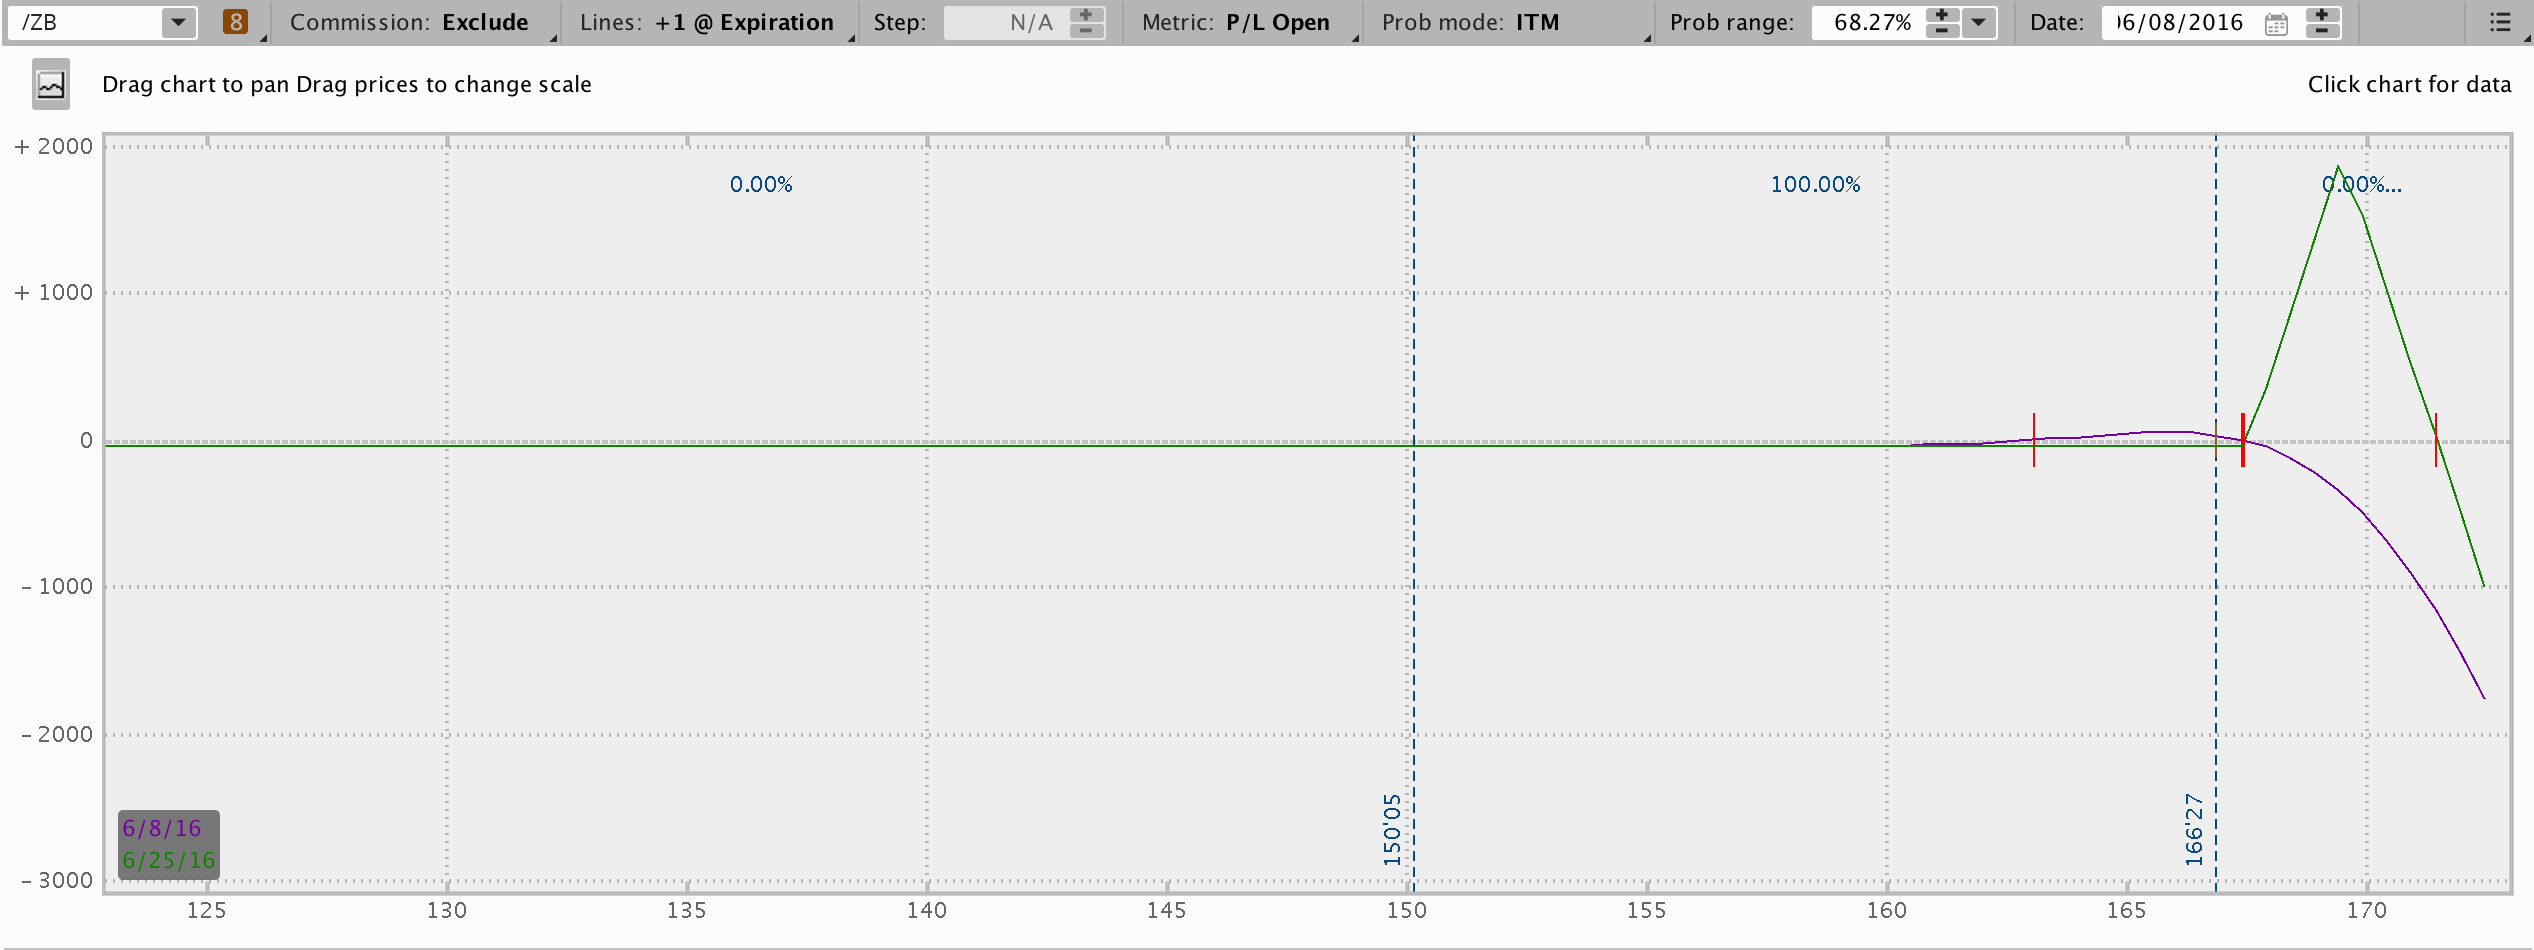 /ZB 8 Commission: Exclude Lines: +1 @ Expiration Step: N/A Metric: P/L Open Prob mode: ITM Prob range: 68.27% Date: 06/08/2016
Drag chart to pan Drag prices to change scale Click chart for data
+ 2000
0.00% 100.00% 0.00%...
+ 1000
0
- 1000
- 2000
150'05 166'27
6/8/16
6/25/16
- 3000
125 130 135 140 145 150 155 160 165 170